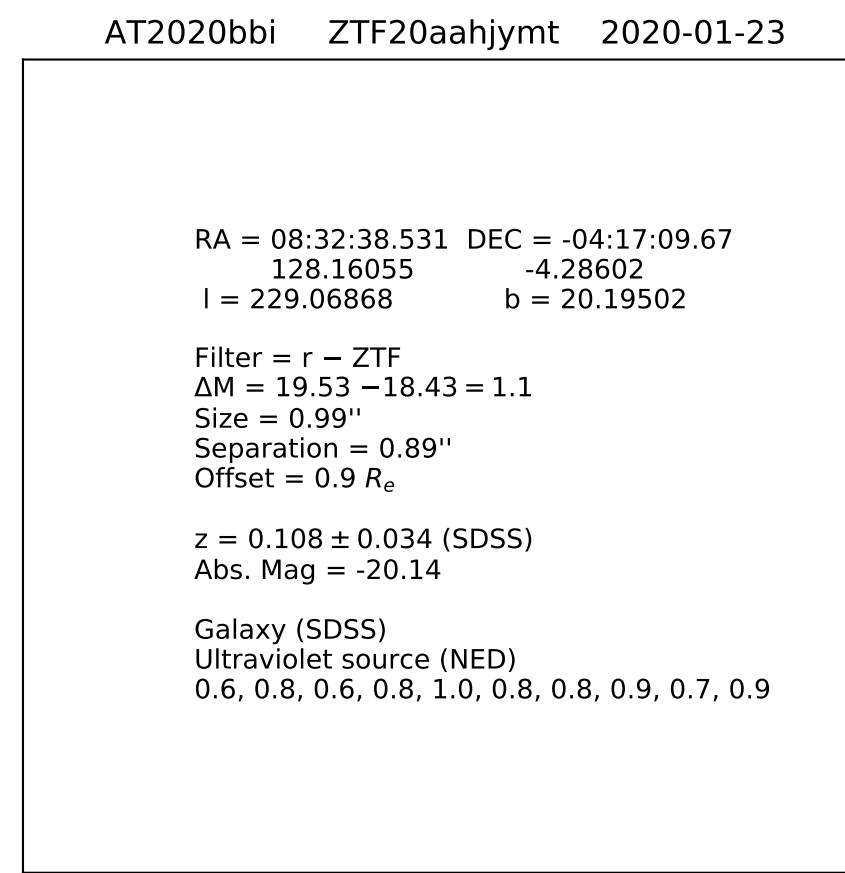 AT2020bbi ZTF20aahjymt 2020-01-23
RA = 08:32:38.531 DEC = -04:17:09.67
128.16055 -4.28602
l = 229.06868 b = 20.19502
Filter = r − ZTF
ΔM = 19.53 −18.43 = 1.1
Size = 0.99''
Separation = 0.89''
Offset = 0.9 Rₑ
z = 0.108 ± 0.034 (SDSS)
Abs. Mag = -20.14
Galaxy (SDSS)
Ultraviolet source (NED)
0.6, 0.8, 0.6, 0.8, 1.0, 0.8, 0.8, 0.9, 0.7, 0.9